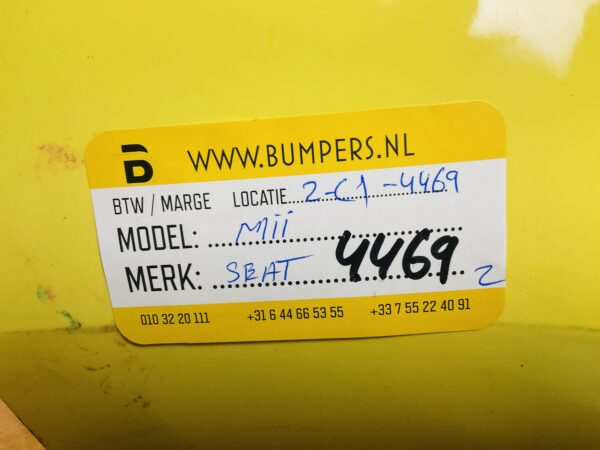 B WWW.BUMPERS.NL
BTW / MARGE LOCATIE 2-C1-4469
MODEL: Mii
MERK: SEAT 4469 2
010 32 20 111 +31 6 44 66 53 55 +33 7 55 22 40 91